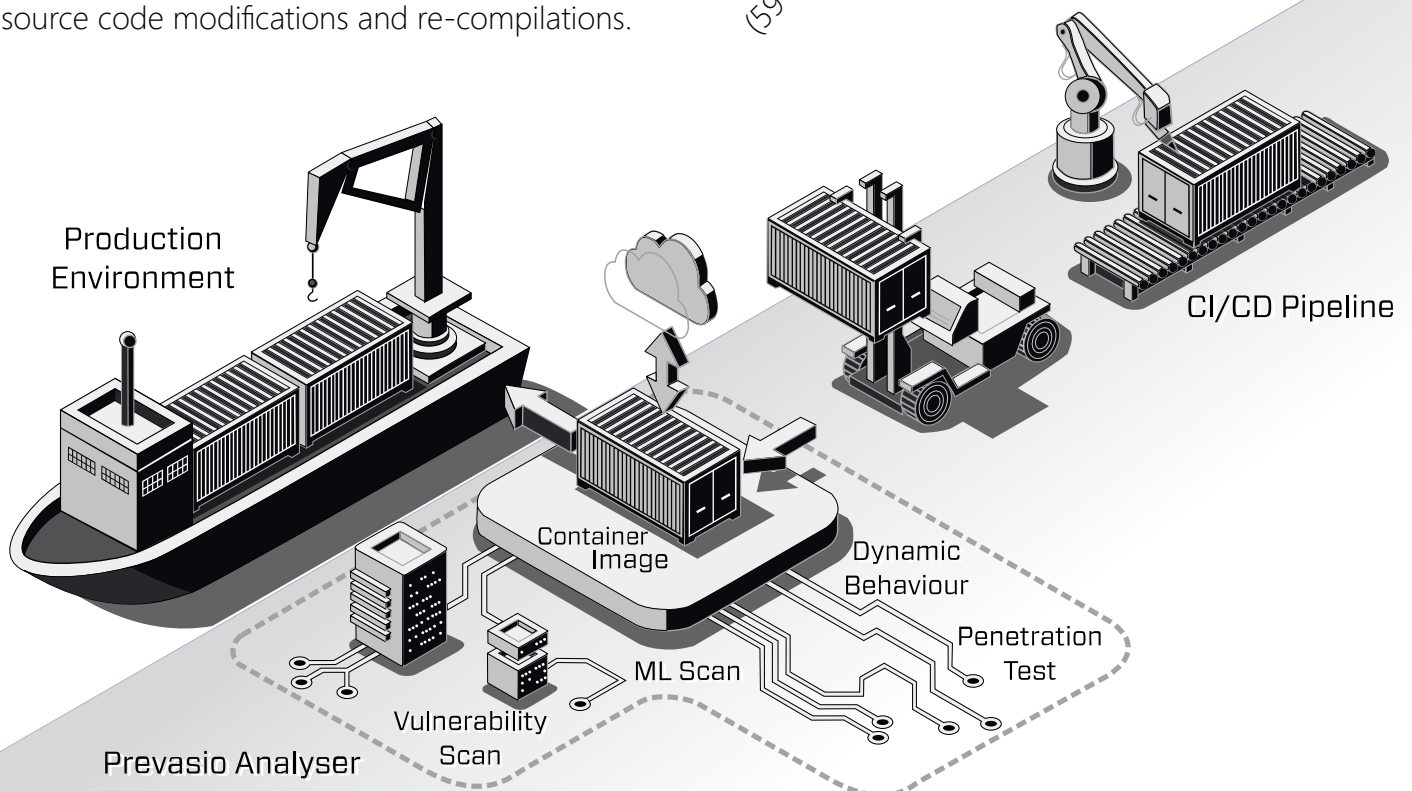 source code modifications and re-compilations.
(59
Production
Environment
CI/CD Pipeline
Container
Image
Dynamic
Behaviour
Penetration
Test
ML Scan
Vulnerability
Scan
Prevasio Analyser